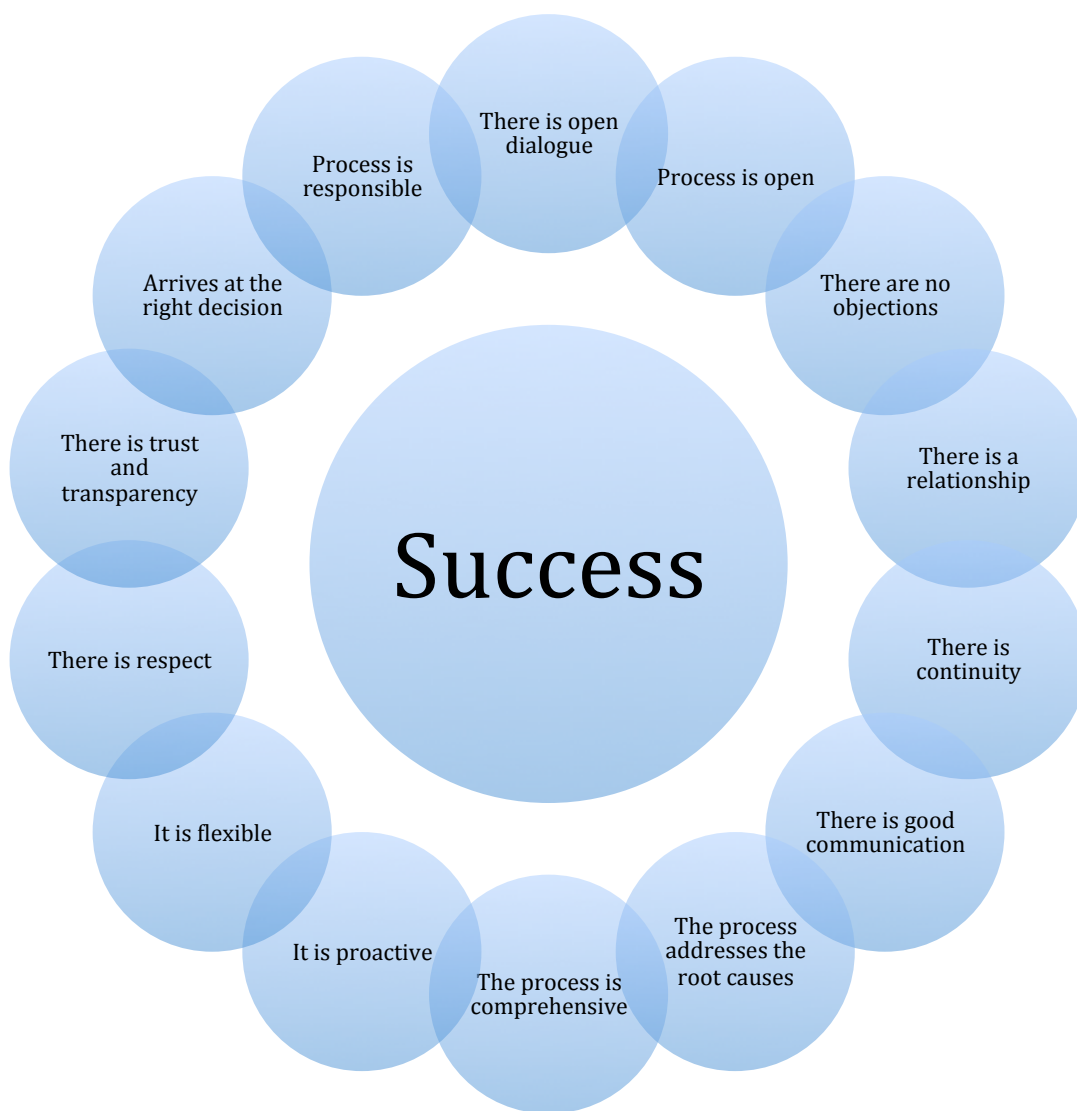 There is open
dialogue
Process is open
There are no
objections
There is a
relationship
There is
continuity
There is good
communication
The process
addresses the
root causes
The process is
comprehensive
It is proactive
It is flexible
There is respect
There is trust
and
transparency
Arrives at the
right decision
Process is
responsible
Success